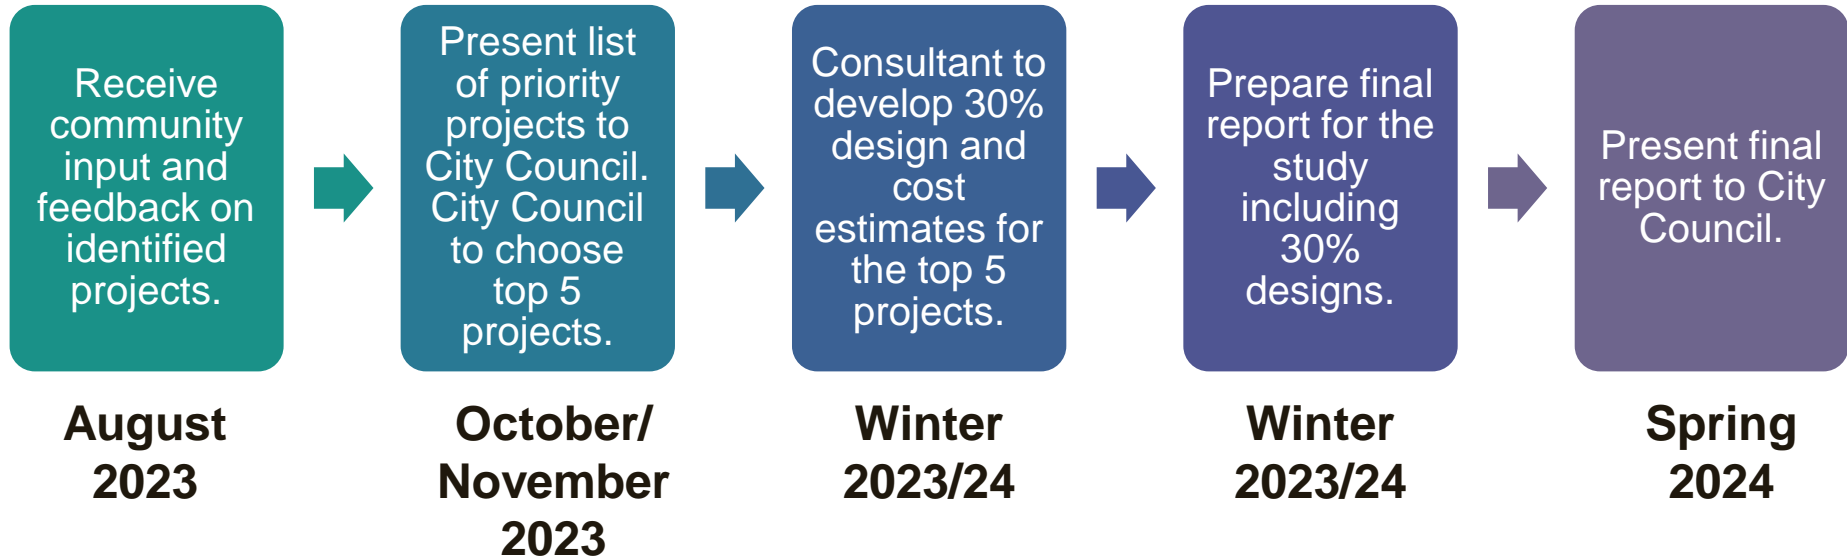 Receive
community
input and
feedback on
identified
projects.
Present list
of priority
projects to
City Council.
City Council
to choose
top 5
projects.
Consultant to
develop 30%
design and
cost
estimates for
the top 5
projects.
Prepare final
report for the
study
including
30%
designs.
Present final
report to City
Council.
August
2023
October/
November
2023
Winter
2023/24
Winter
2023/24
Spring
2024